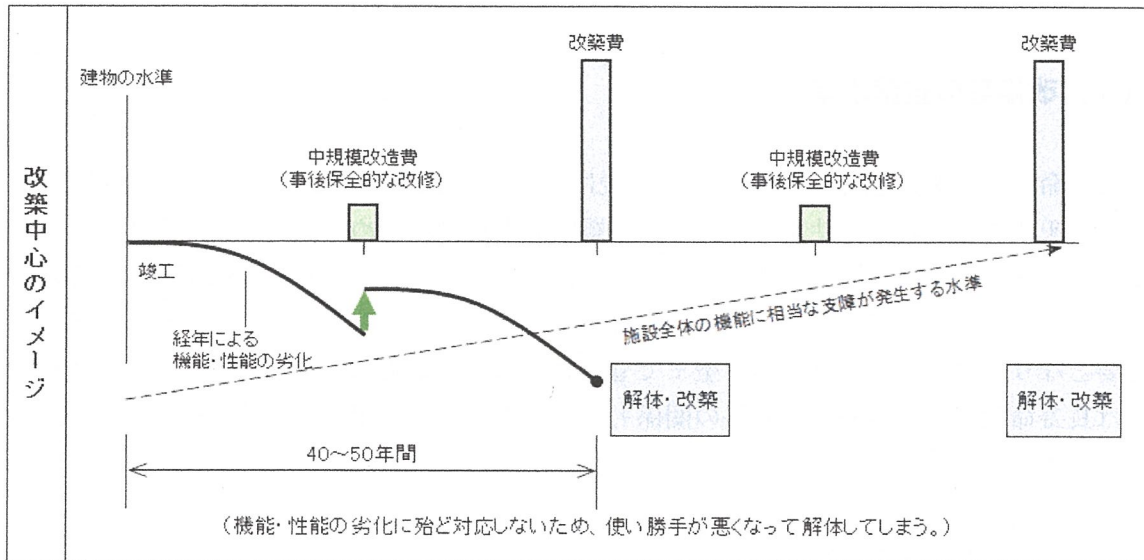 改築中心のイメージ
改築費
改築費
建物の水準
中規模改造費
（事後保全的な改修）
中規模改造費
（事後保全的な改修）
竣工
経年による
機能・性能の劣化
施設全体の機能に相当な支障が発生する水準
解体・改築
解体・改築
40～50年間
（機能・性能の劣化に殆ど対応しないため、使い勝手が悪くなって解体してしまう。）